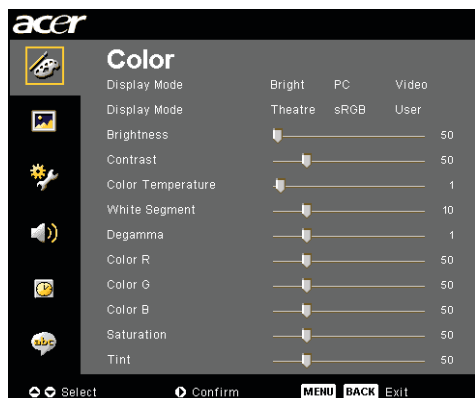 acer
Color
Display Mode Bright PC Video
Display Mode Theatre sRGB User
Brightness 50
Contrast 50
Color Temperature 1
White Segment 10
Degamma 1
Color R 50
Color G 50
Color B 50
Saturation 50
Tint 50
abc
Select Confirm MENU BACK Exit